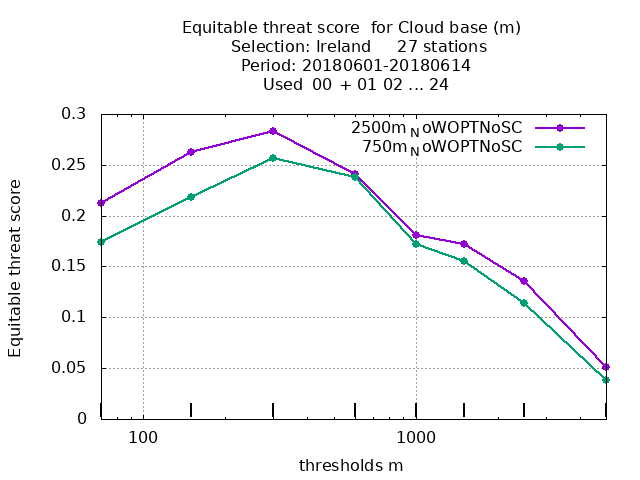 Equitable threat score for Cloud base (m)
Selection: Ireland 27 stations
Period: 20180601-20180614
Used 00 + 01 02 ... 24
2500m_NoWOPTNoSC
750m_NoWOPTNoSC
Equitable threat score
0.3
0.25
0.2
0.15
0.1
0.05
0
100 1000
thresholds m